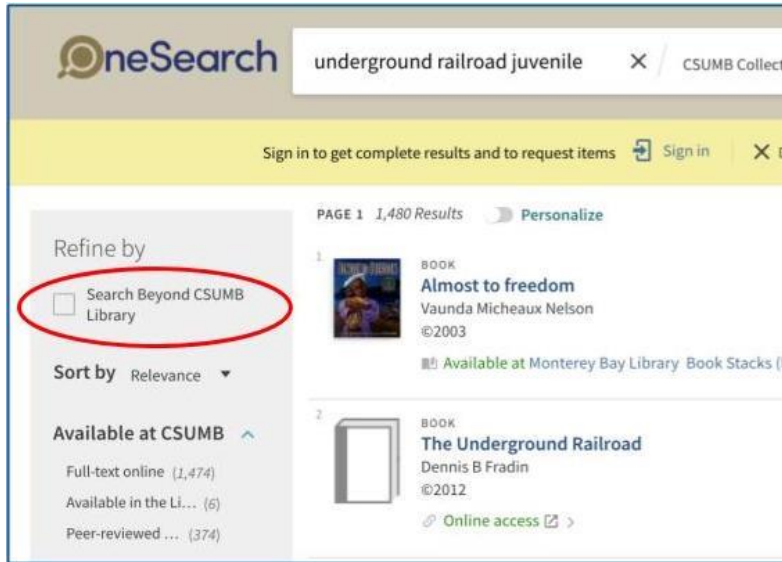 OneSearch
underground railroad juvenile
CSUMB Collect
Sign in to get complete results and to request items Sign in
PAGE 1 1,480 Results Personalize
Refine by
Search Beyond CSUMB
Library
Sort by Relevance
Available at CSUMB
Full-text online (1,474)
Available in the Li... (6)
Peer-reviewed ... (374)
1
BOOK
Almost to freedom
Vaunda Micheaux Nelson
©2003
Available at Monterey Bay Library Book Stacks (
2
BOOK
The Underground Railroad
Dennis B Fradin
©2012
Online access